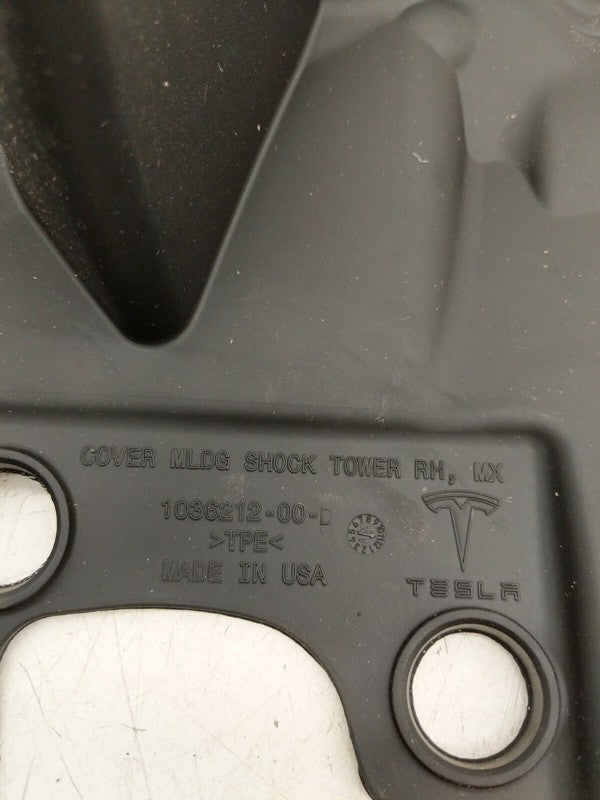 COVER MLDG SHOCK TOWER RH, MX
1036212-00-D
>TPE<
MADE IN USA
TESLA